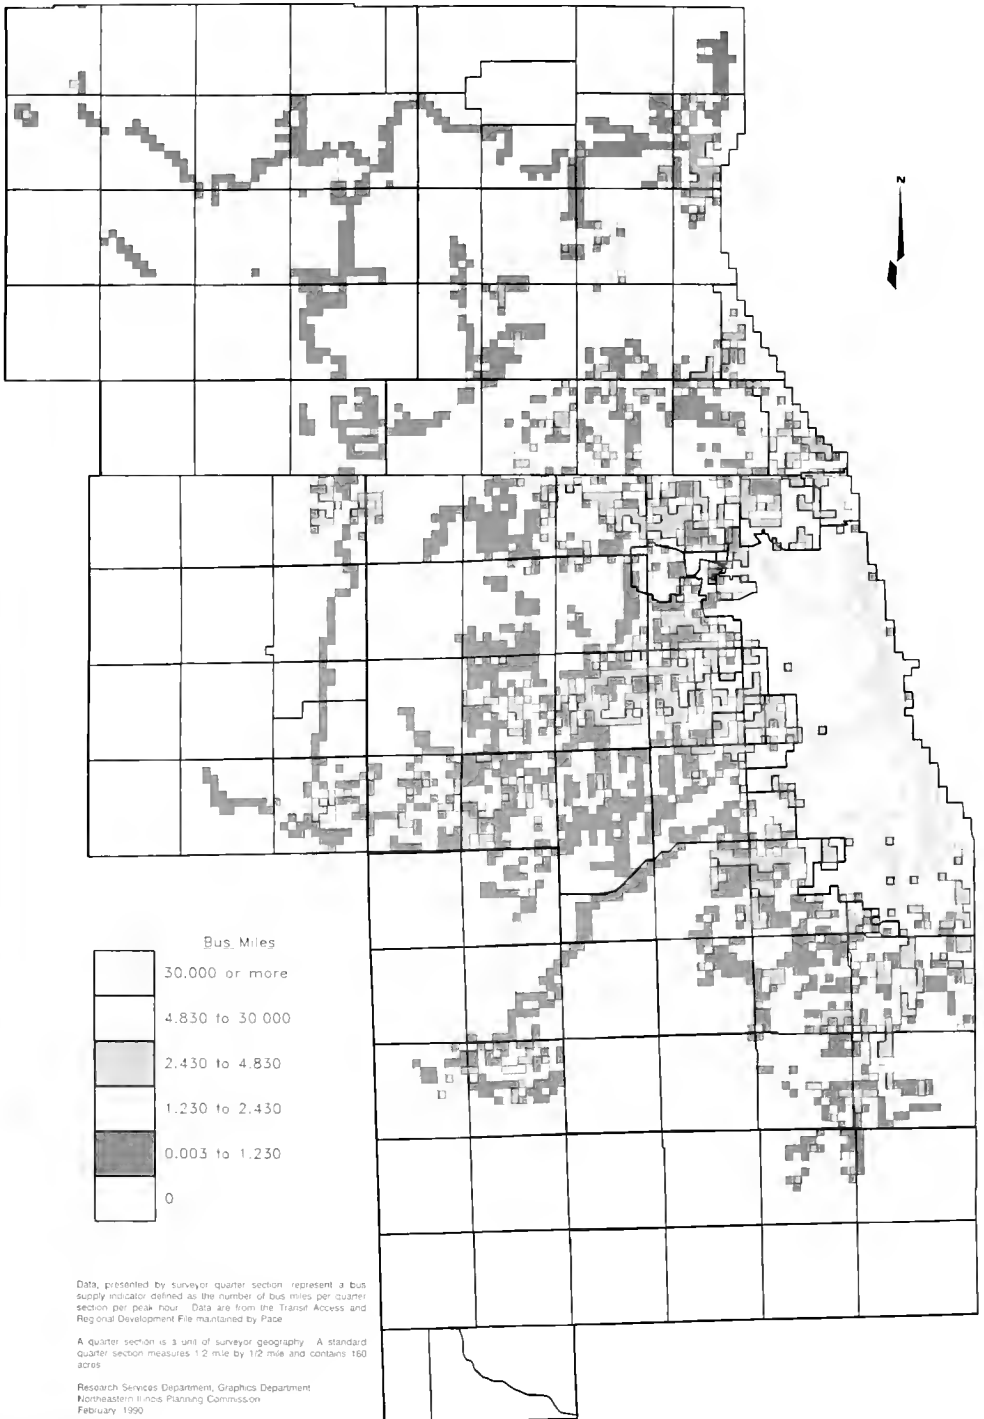 N
Bus Miles
30.000 or more
4.830 to 30 000
2.430 to 4.830
1.230 to 2.430
0.003 to 1.230
0
Data, presented by surveyor quarter section represent a bus
supply indicator defined as the number of bus miles per quarter
section per peak hour Data are from the Transit Access and
Regional Development File maintained by Pace
A quarter section is a unit of surveyor geography A standard
quarter section measures 1 2 mile by 1/2 mile and contains 160
acres
Research Services Department, Graphics Department
Northeastern Illinois Planning Commission
February 1990